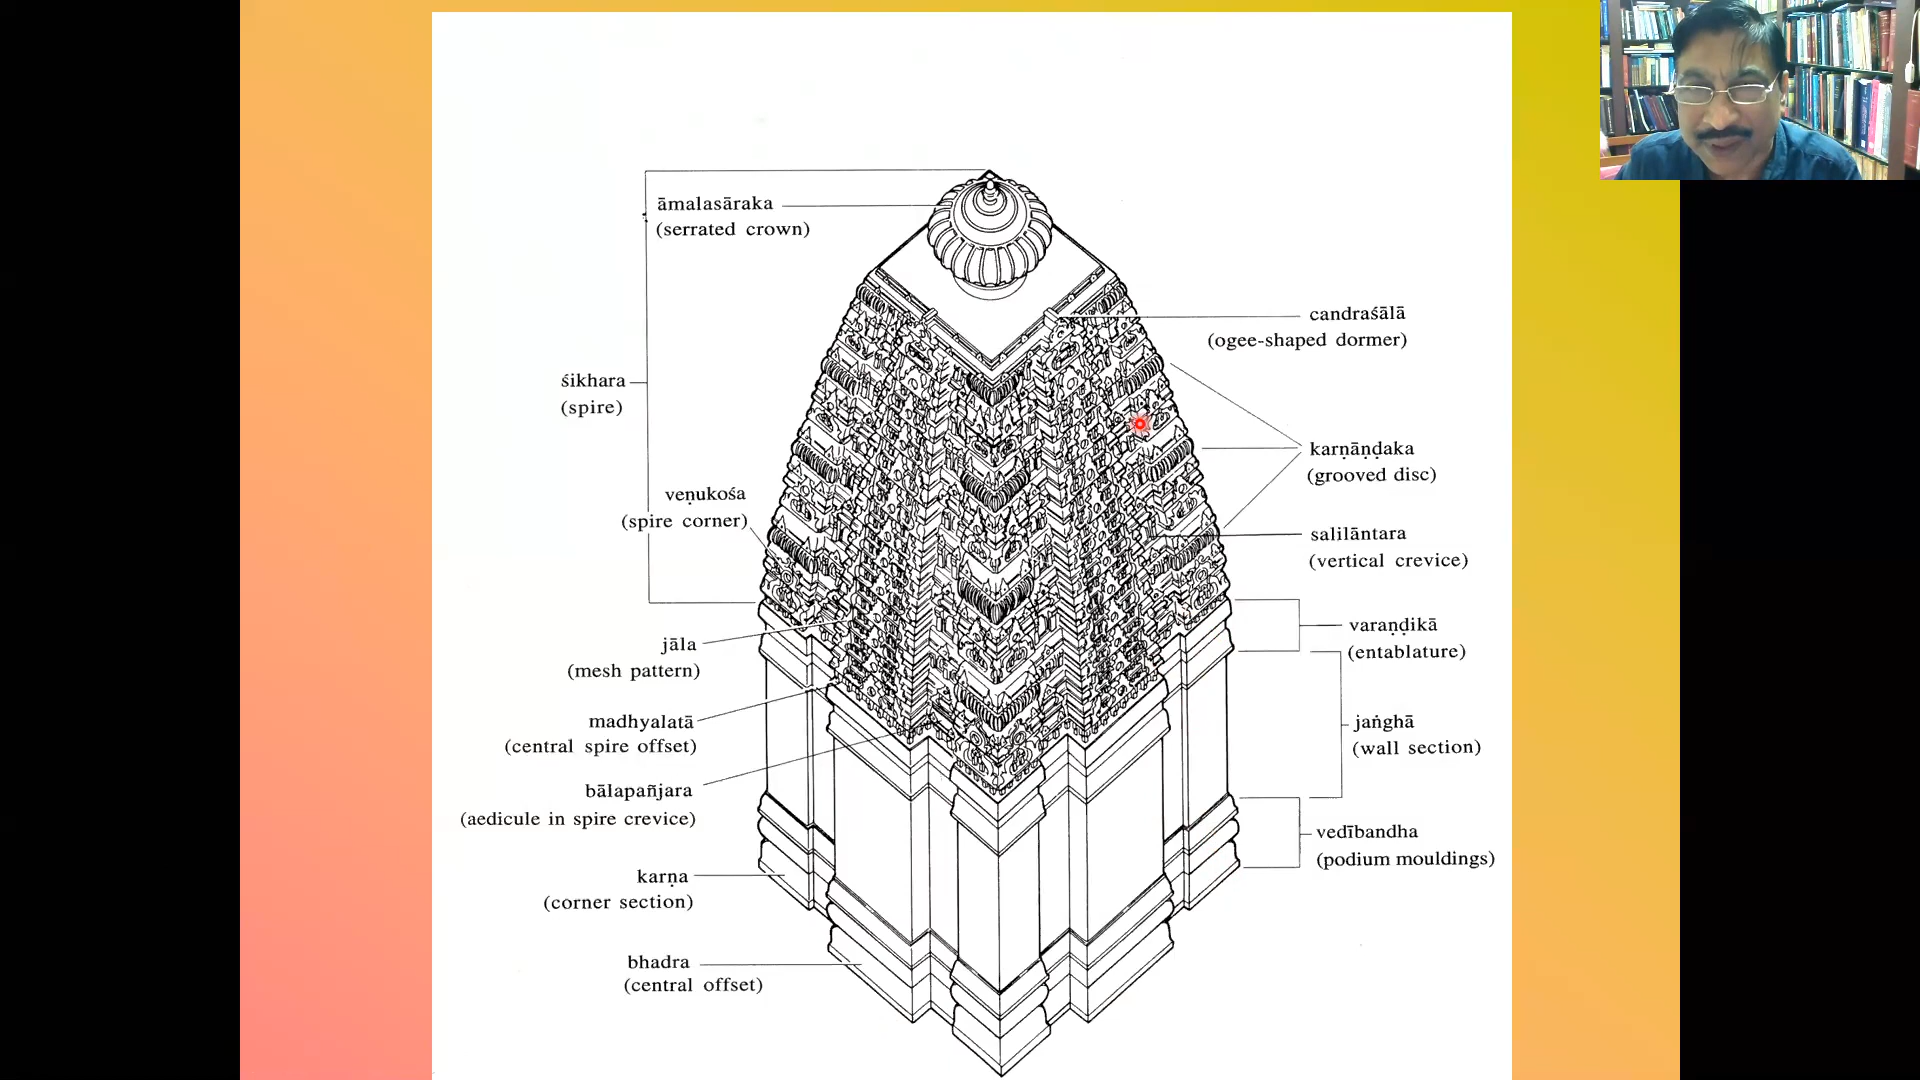 āmalasāraka
(serrated crown)
candraśālā
(ogee-shaped dormer)
śikhara
(spire)
karṇāṇḍaka
(grooved disc)
veṇukośa
(spire corner)
salilāntara
(vertical crevice)
varaṇḍikā
(entablature)
jāla
(mesh pattern)
madhyalatā
(central spire offset)
jaṅghā
(wall section)
bālapañjara
(aedicule in spire crevice)
vedībandha
(podium mouldings)
karṇa
(corner section)
bhadra
(central offset)